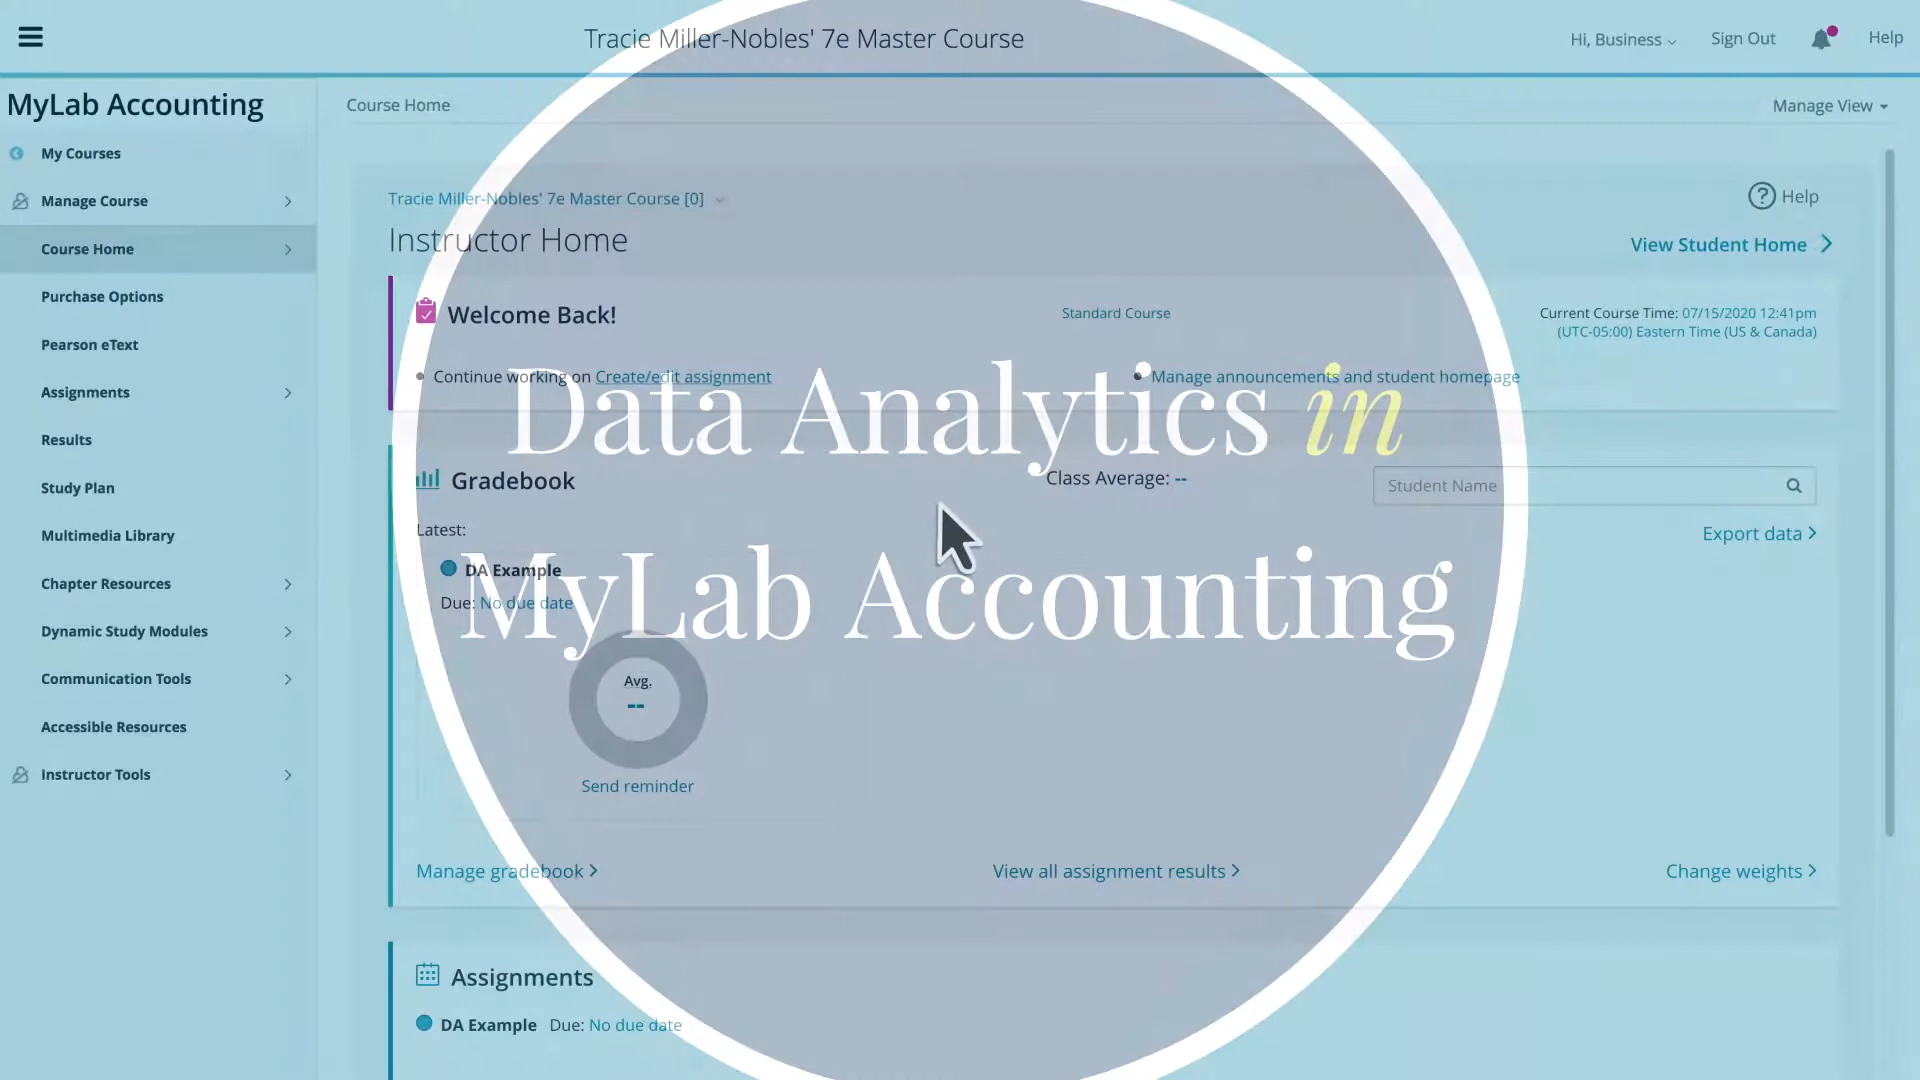 Tracie Miller-Nobles' 7e Master Course
Hi, Business
Sign Out
Help
MyLab Accounting
My Courses
Manage Course
Course Home
Purchase Options
Pearson eText
Assignments
Results
Study Plan
Multimedia Library
Chapter Resources
Dynamic Study Modules
Communication Tools
Accessible Resources
Instructor Tools
Course Home
Manage View
Tracie Miller-Nobles' 7e Master Course [0]
Help
Instructor Home
View Student Home
Welcome Back!
Standard Course
Current Course Time: 07/15/2020 12:41pm
(UTC-05:00) Eastern Time (US & Canada)
Continue working on Create/edit assignment
Manage announcements and student homepage
Data Analytics in
MyLab Accounting
Gradebook
Class Average: --
Student Name
Export data
Latest:
DA Example
Due: No due date
Avg.
--
Send reminder
Manage gradebook
View all assignment results
Change weights
Assignments
DA Example Due: No due date